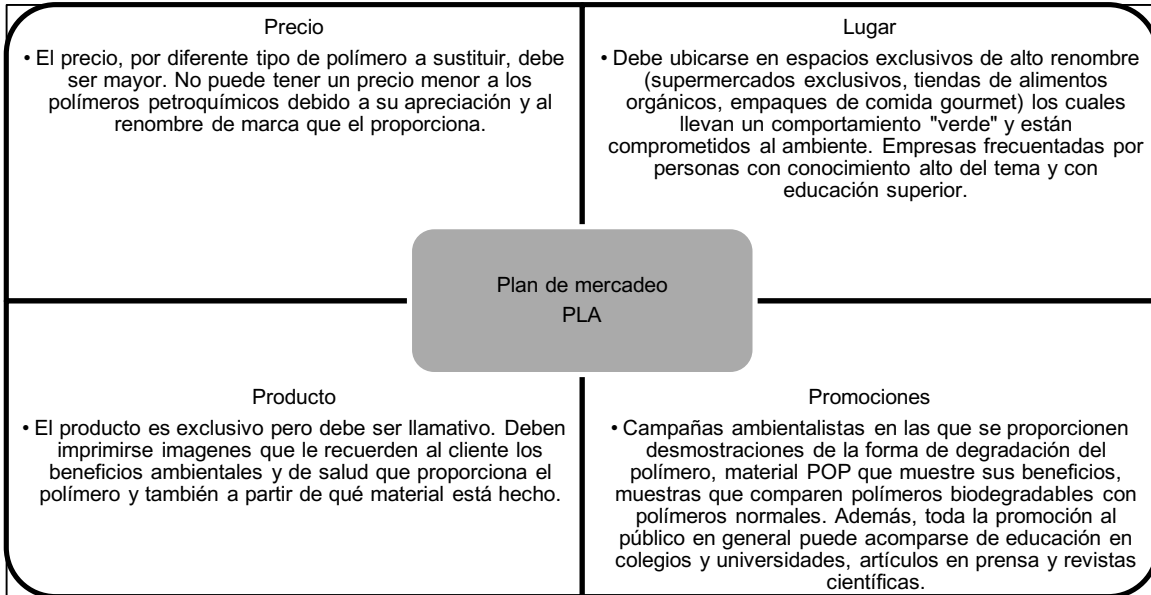 Precio
• El precio, por diferente tipo de polímero a sustituir, debe
ser mayor. No puede tener un precio menor a los
polímeros petroquímicos debido a su apreciación y al
renombre de marca que el proporciona.
Lugar
• Debe ubicarse en espacios exclusivos de alto renombre
(supermercados exclusivos, tiendas de alimentos
orgánicos, empaques de comida gourmet) los cuales
llevan un comportamiento "verde" y están
comprometidos al ambiente. Empresas frecuentadas por
personas con conocimiento alto del tema y con
educación superior.
Plan de mercadeo
PLA
Producto
• El producto es exclusivo pero debe ser llamativo. Deben
imprimirse imagenes que le recuerden al cliente los
beneficios ambientales y de salud que proporciona el
polímero y también a partir de qué material está hecho.
Promociones
• Campañas ambientalistas en las que se proporcionen
desmostraciones de la forma de degradación del
polímero, material POP que muestre sus beneficios,
muestras que comparen polímeros biodegradables con
polímeros normales. Además, toda la promoción al
público en general puede acomparse de educación en
colegios y universidades, artículos en prensa y revistas
científicas.